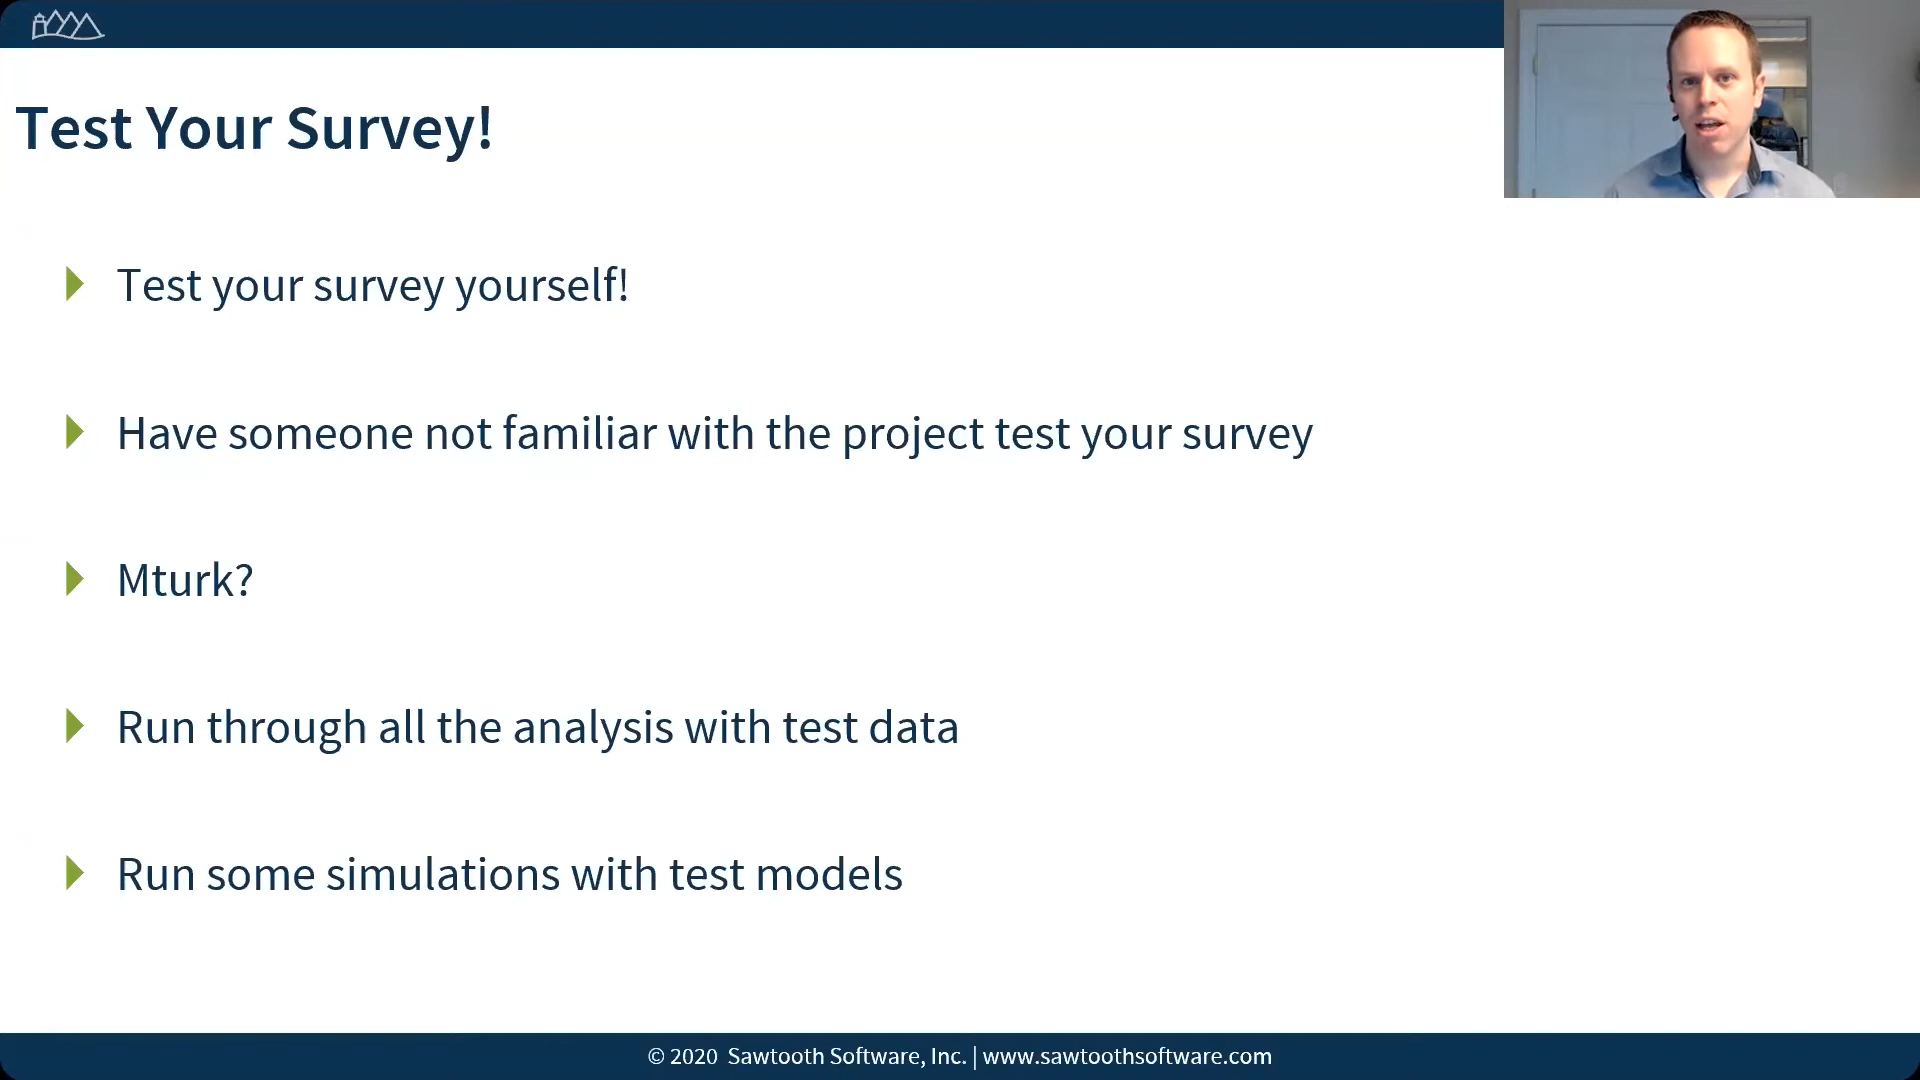 Test Your Survey!
Test your survey yourself!
Have someone not familiar with the project test your survey
Mturk?
Run through all the analysis with test data
Run some simulations with test models
© 2020 Sawtooth Software, Inc. | www.sawtoothsoftware.com